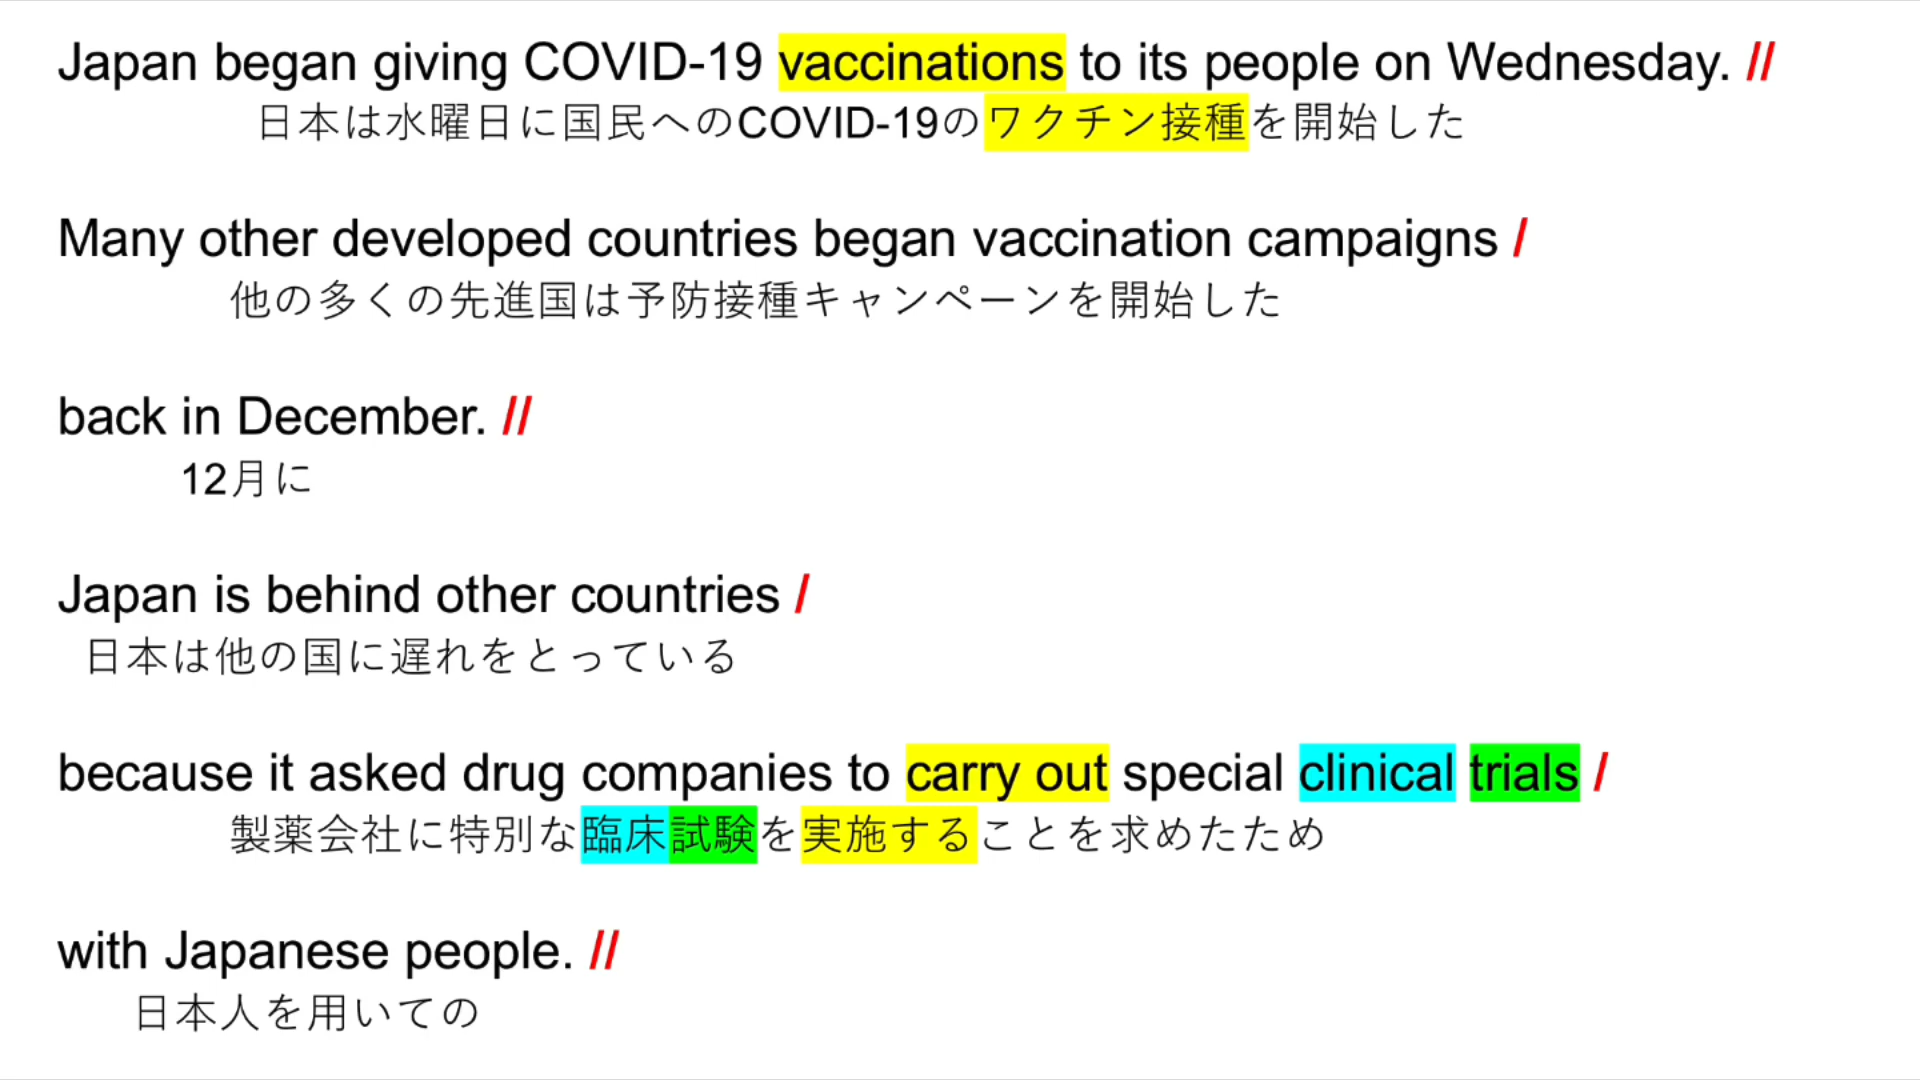 Japan began giving COVID-19 vaccinations to its people on Wednesday. //
日本は水曜日に国民へのCOVID-19のワクチン接種を開始した
Many other developed countries began vaccination campaigns /
他の多くの先進国は予防接種キャンペーンを開始した
back in December. //
12月に
Japan is behind other countries /
日本は他の国に遅れをとっている
because it asked drug companies to carry out special clinical trials /
製薬会社に特別な臨床試験を実施することを求めたため
with Japanese people. //
日本人を用いての